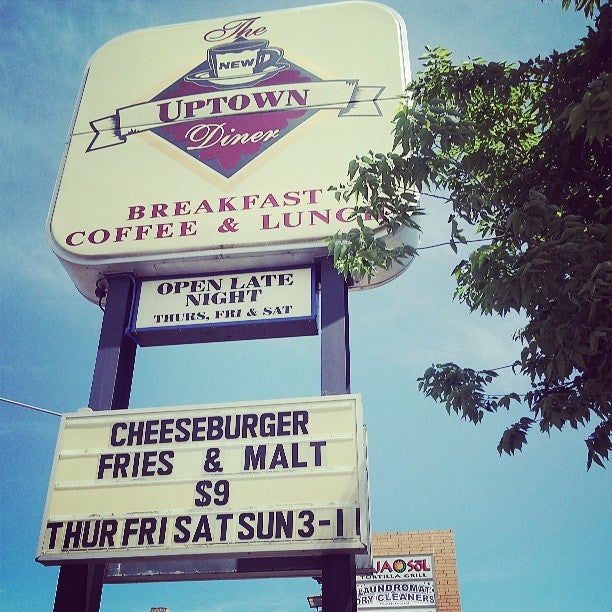 The
NEW
UPTOWN
Diner
BREAKFAST
COFFEE & LUNCH
OPEN LATE
NIGHT
THURS, FRI & SAT
CHEESEBURGER
FRIES & MALT
$9
THUR FRI SAT SUN 3-11
UAOSOL
TORTILLA GRILL
LAUNDROMAT
DRY CLEANERS